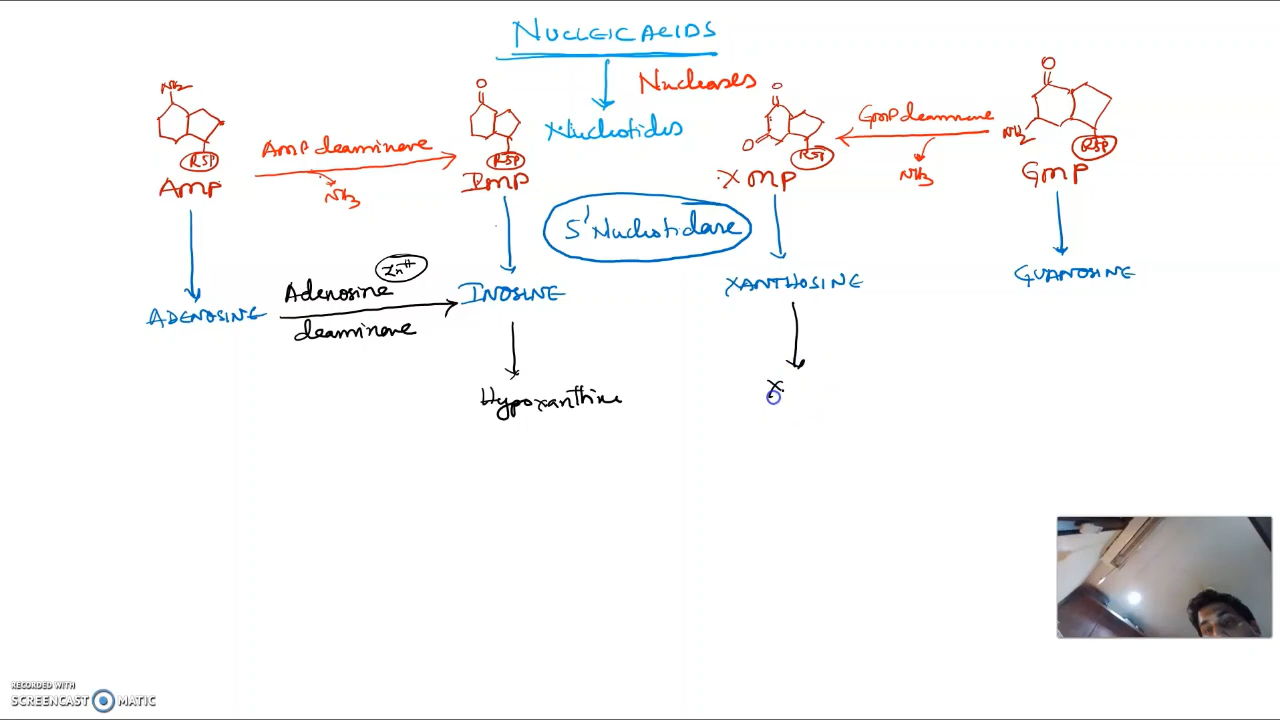 NUCLEIC ACIDS
Nucleases
Nucleotides
NH2
O
O
O
O
NH2
R5P
R5P
R5P
R5P
AMP deaminase
NH3
GMP deaminase
NH3
AMP
IMP
XMP
GMP
5' Nucleotidase
ADENOSINE
Adenosine
Zn++
deaminase
INOSINE
XANTHOSINE
GUANOSINE
Hypoxanthine
X
RECORDED WITH
SCREENCAST MATIC